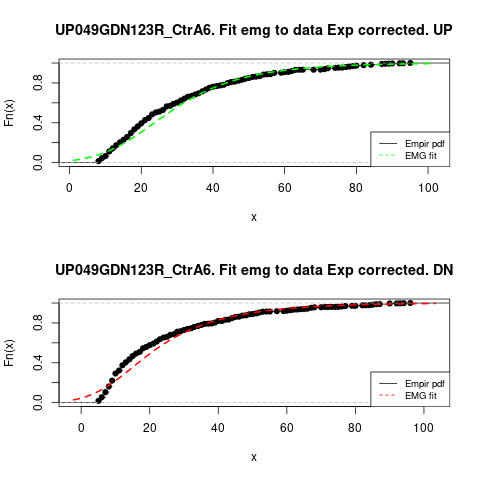 UP049GDN123R_CtrA6. Fit emg to data Exp corrected. UP
Fn(x)
0.0 0.4 0.8
Empir pdf
EMG fit
0 20 40 60 80 100
x
UP049GDN123R_CtrA6. Fit emg to data Exp corrected. DN
Fn(x)
0.0 0.4 0.8
Empir pdf
EMG fit
0 20 40 60 80 100
x